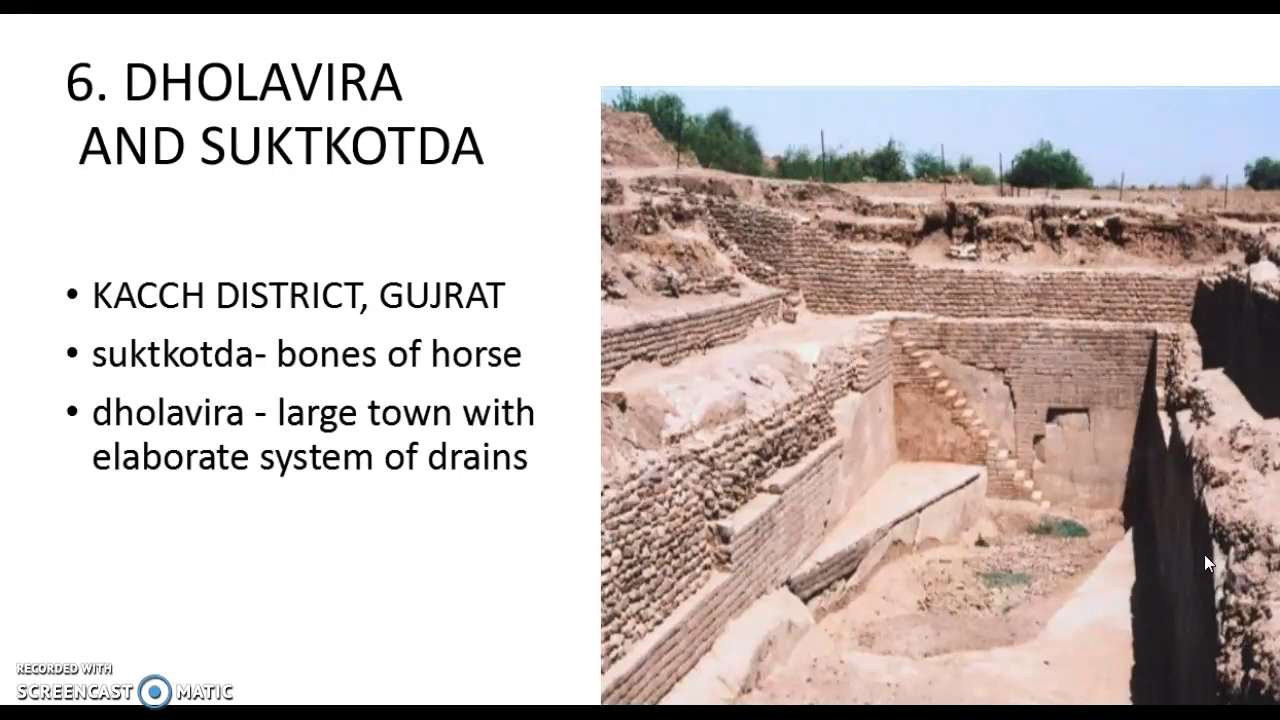 6. DHOLAVIRA
AND SUKTKOTDA
• KACCH DISTRICT, GUJRAT
• suktkotda- bones of horse
• dholavira - large town with
elaborate system of drains
RECORDED WITH
SCREENCAST MATIC